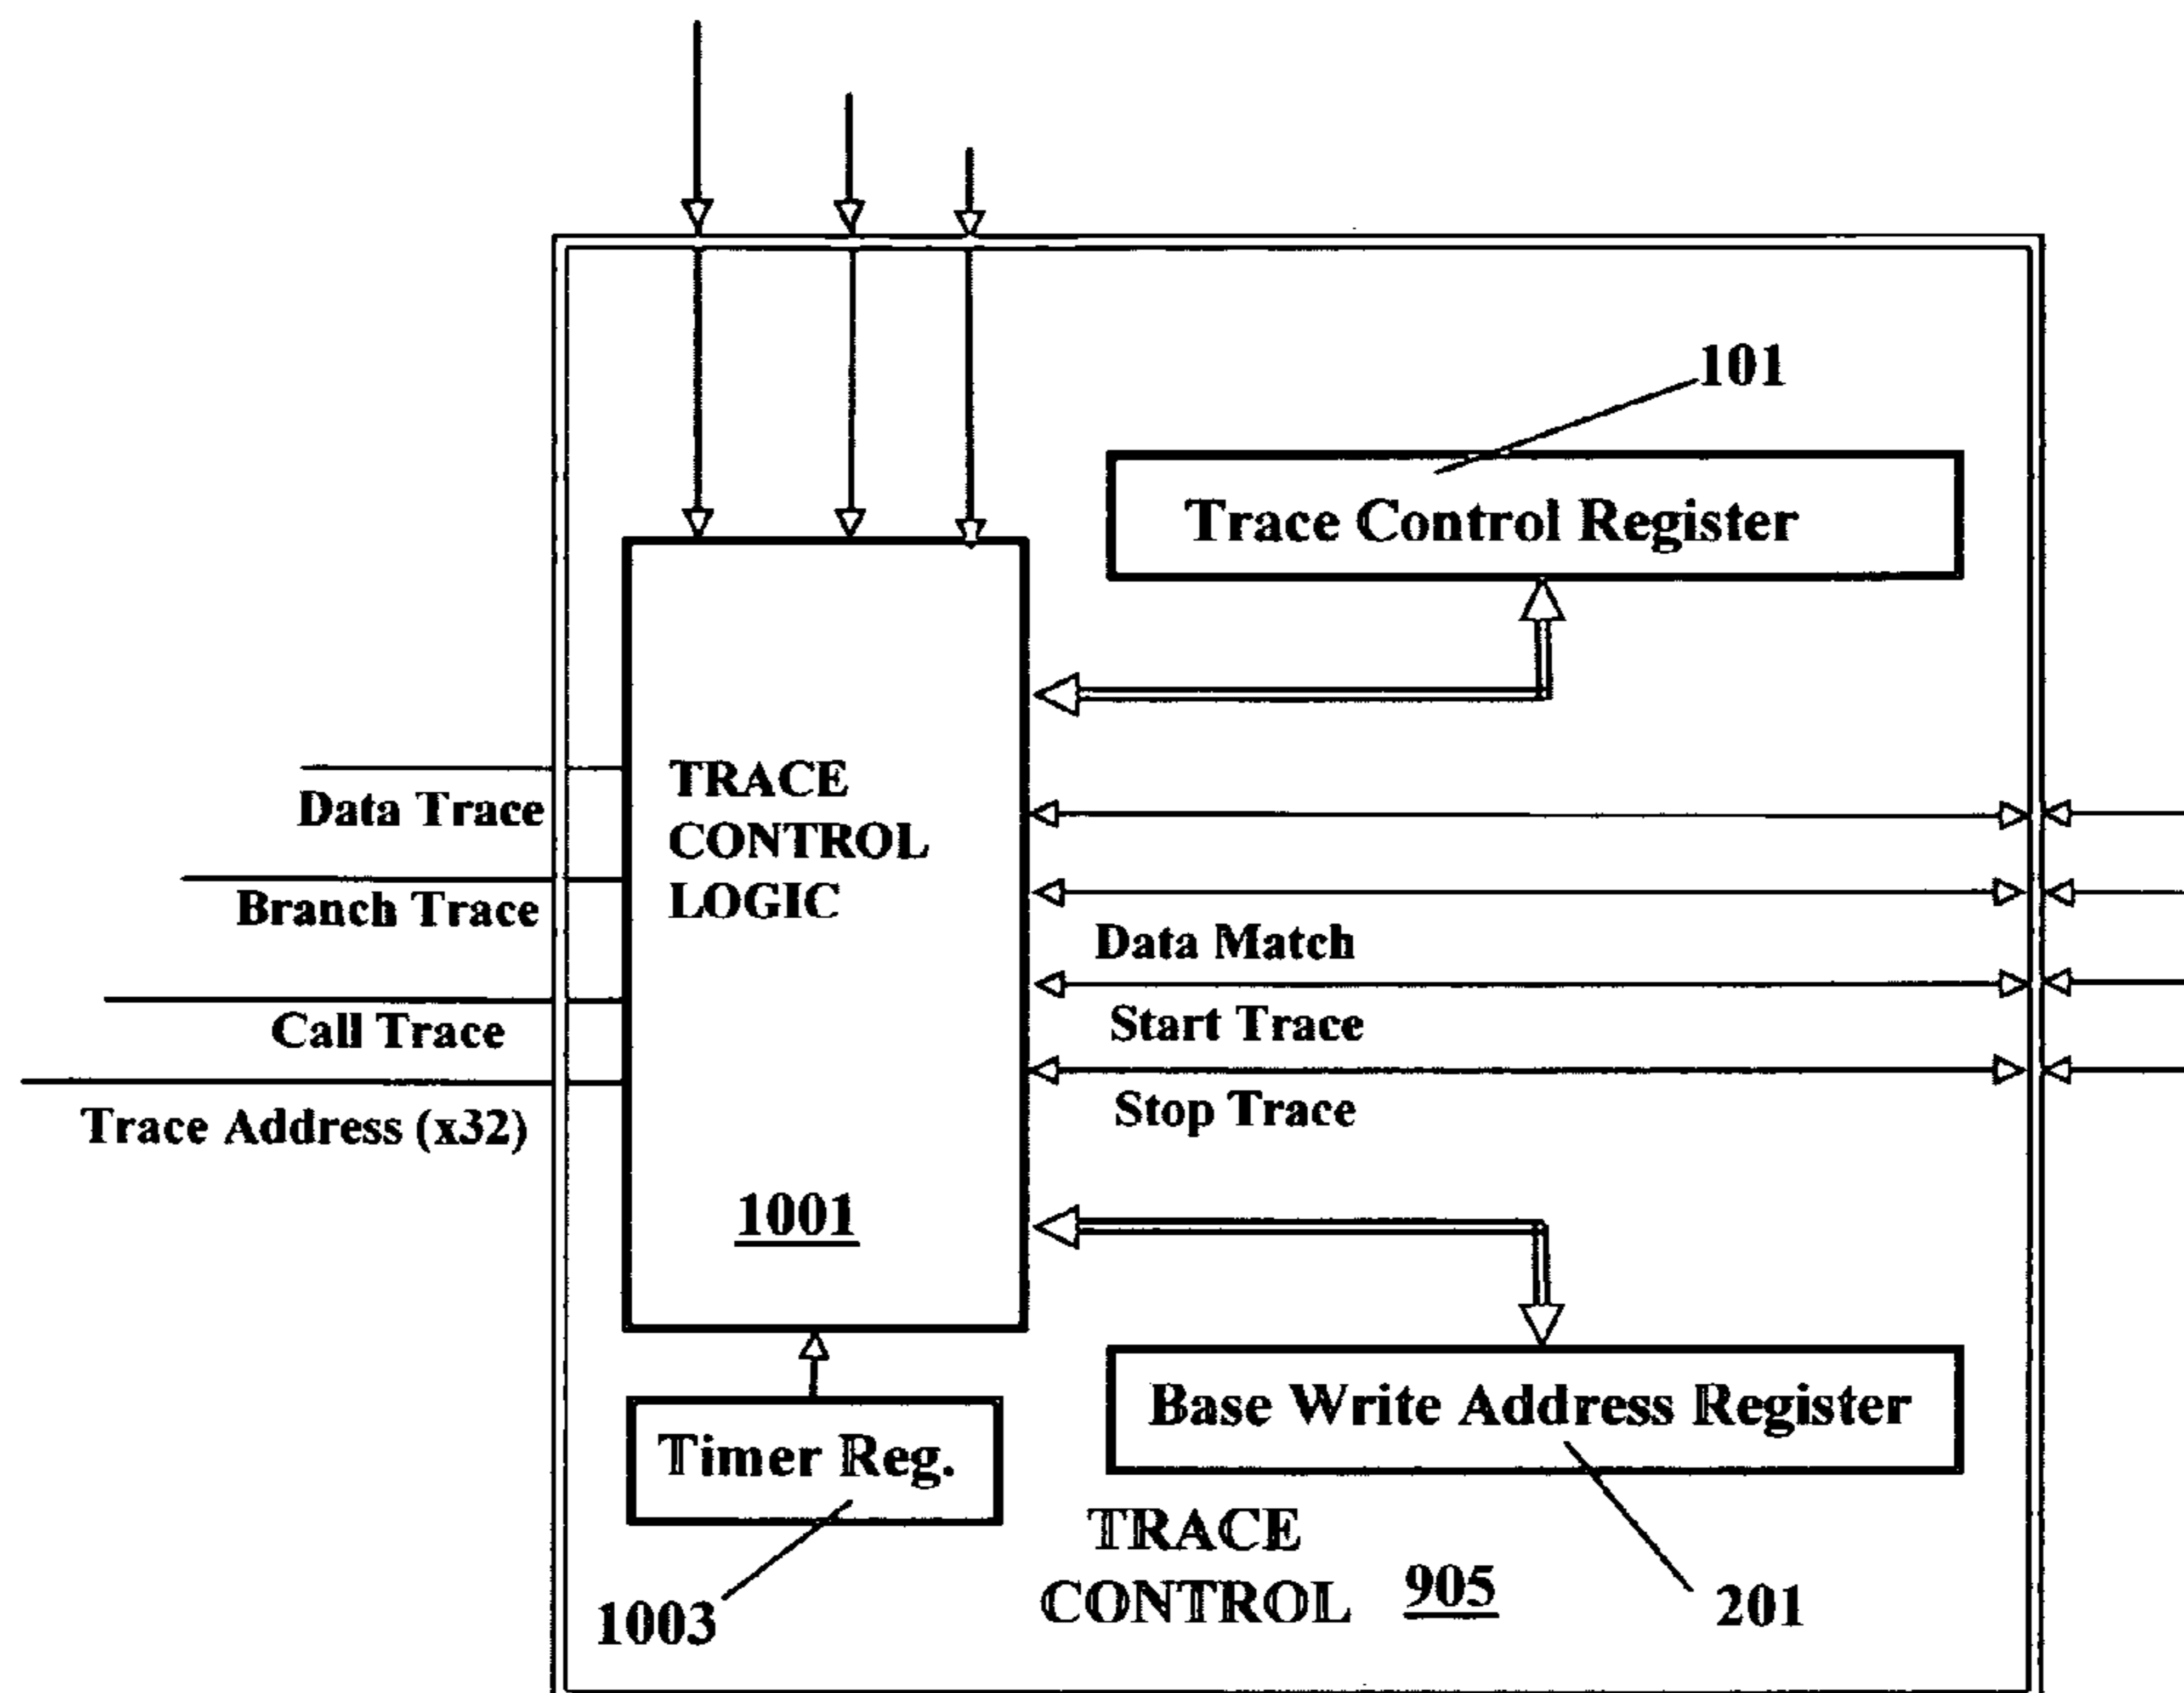 101
Trace Control Register
TRACE
CONTROL
LOGIC
Data Trace
Branch Trace
Call Trace
Trace Address (x32)
Data Match
Start Trace
Stop Trace
1001
Base Write Address Register
Timer Reg.
TRACE
CONTROL 905
201
1003